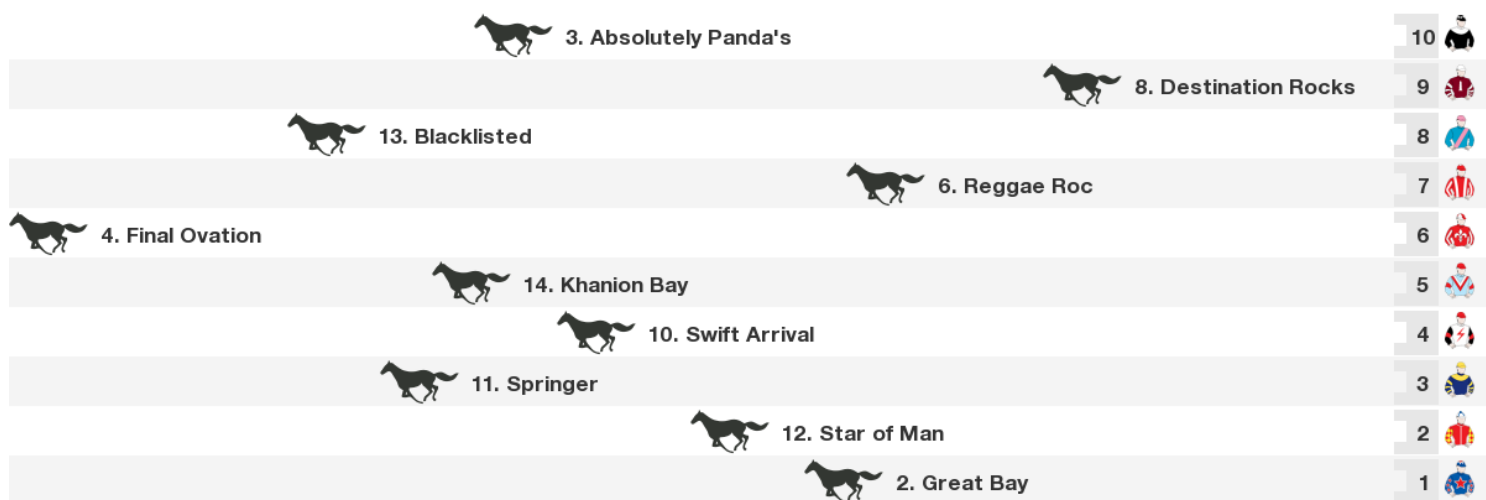 3. Absolutely Panda's 10
8. Destination Rocks 9
13. Blacklisted 8
6. Reggae Roc 7
4. Final Ovation 6
14. Khanion Bay 5
10. Swift Arrival 4
11. Springer 3
12. Star of Man 2
2. Great Bay 1